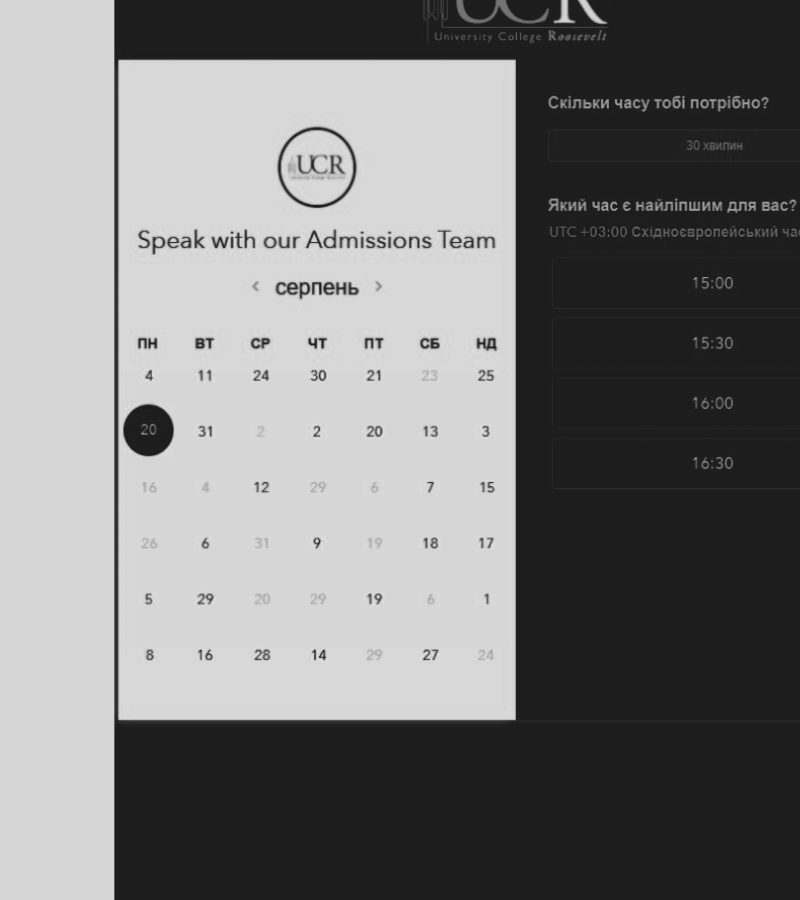 UCR
University College Roosevelt
UCR
Speak with our Admissions Team
< серпень >
ПН ВТ СР ЧТ ПТ СБ НД
4 11 24 30 21 23 25
20 31 2 2 20 13 3
16 4 12 29 6 7 15
26 6 31 9 19 18 17
5 29 20 29 19 6 1
8 16 28 14 29 27 24
Скільки часу тобі потрібно?
30 хвилин
Який час є найліпшим для вас?
UTC +03:00 Східноєвропейський
15:00
15:30
16:00
16:30